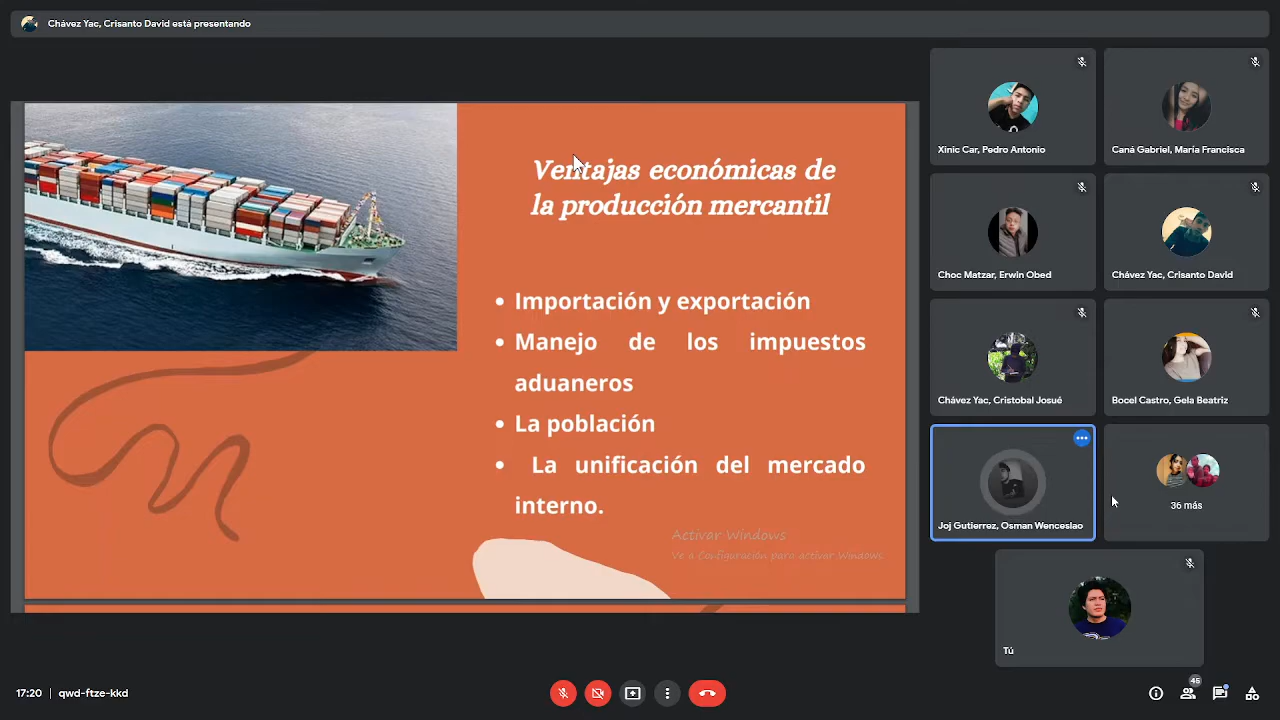 Chávez Yac, Crisanto David está presentando
Ventajas económicas de
la producción mercantil
• Importación y exportación
• Manejo de los impuestos
aduaneros
• La población
• La unificación del mercado
interno.
Activar Windows
Ve a Configuración para activar Windows.
Xinic Car, Pedro Antonio
Caná Gabriel, María Francisca
Choc Matzar, Erwin Obed
Chávez Yac, Crisanto David
Chávez Yac, Cristobal Josué
Bocel Castro, Gela Beatriz
Joj Gutierrez, Osman Wenceslao
36 más
Tú
17:20 | qwd-ftze-kkd
45